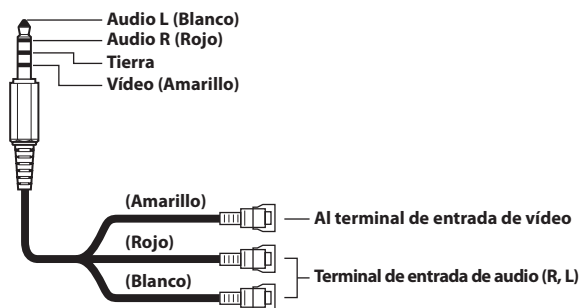 Audio L (Blanco)
Audio R (Rojo)
Tierra
Vídeo (Amarillo)
(Amarillo)
Al terminal de entrada de vídeo
(Rojo)
Terminal de entrada de audio (R, L)
(Blanco)